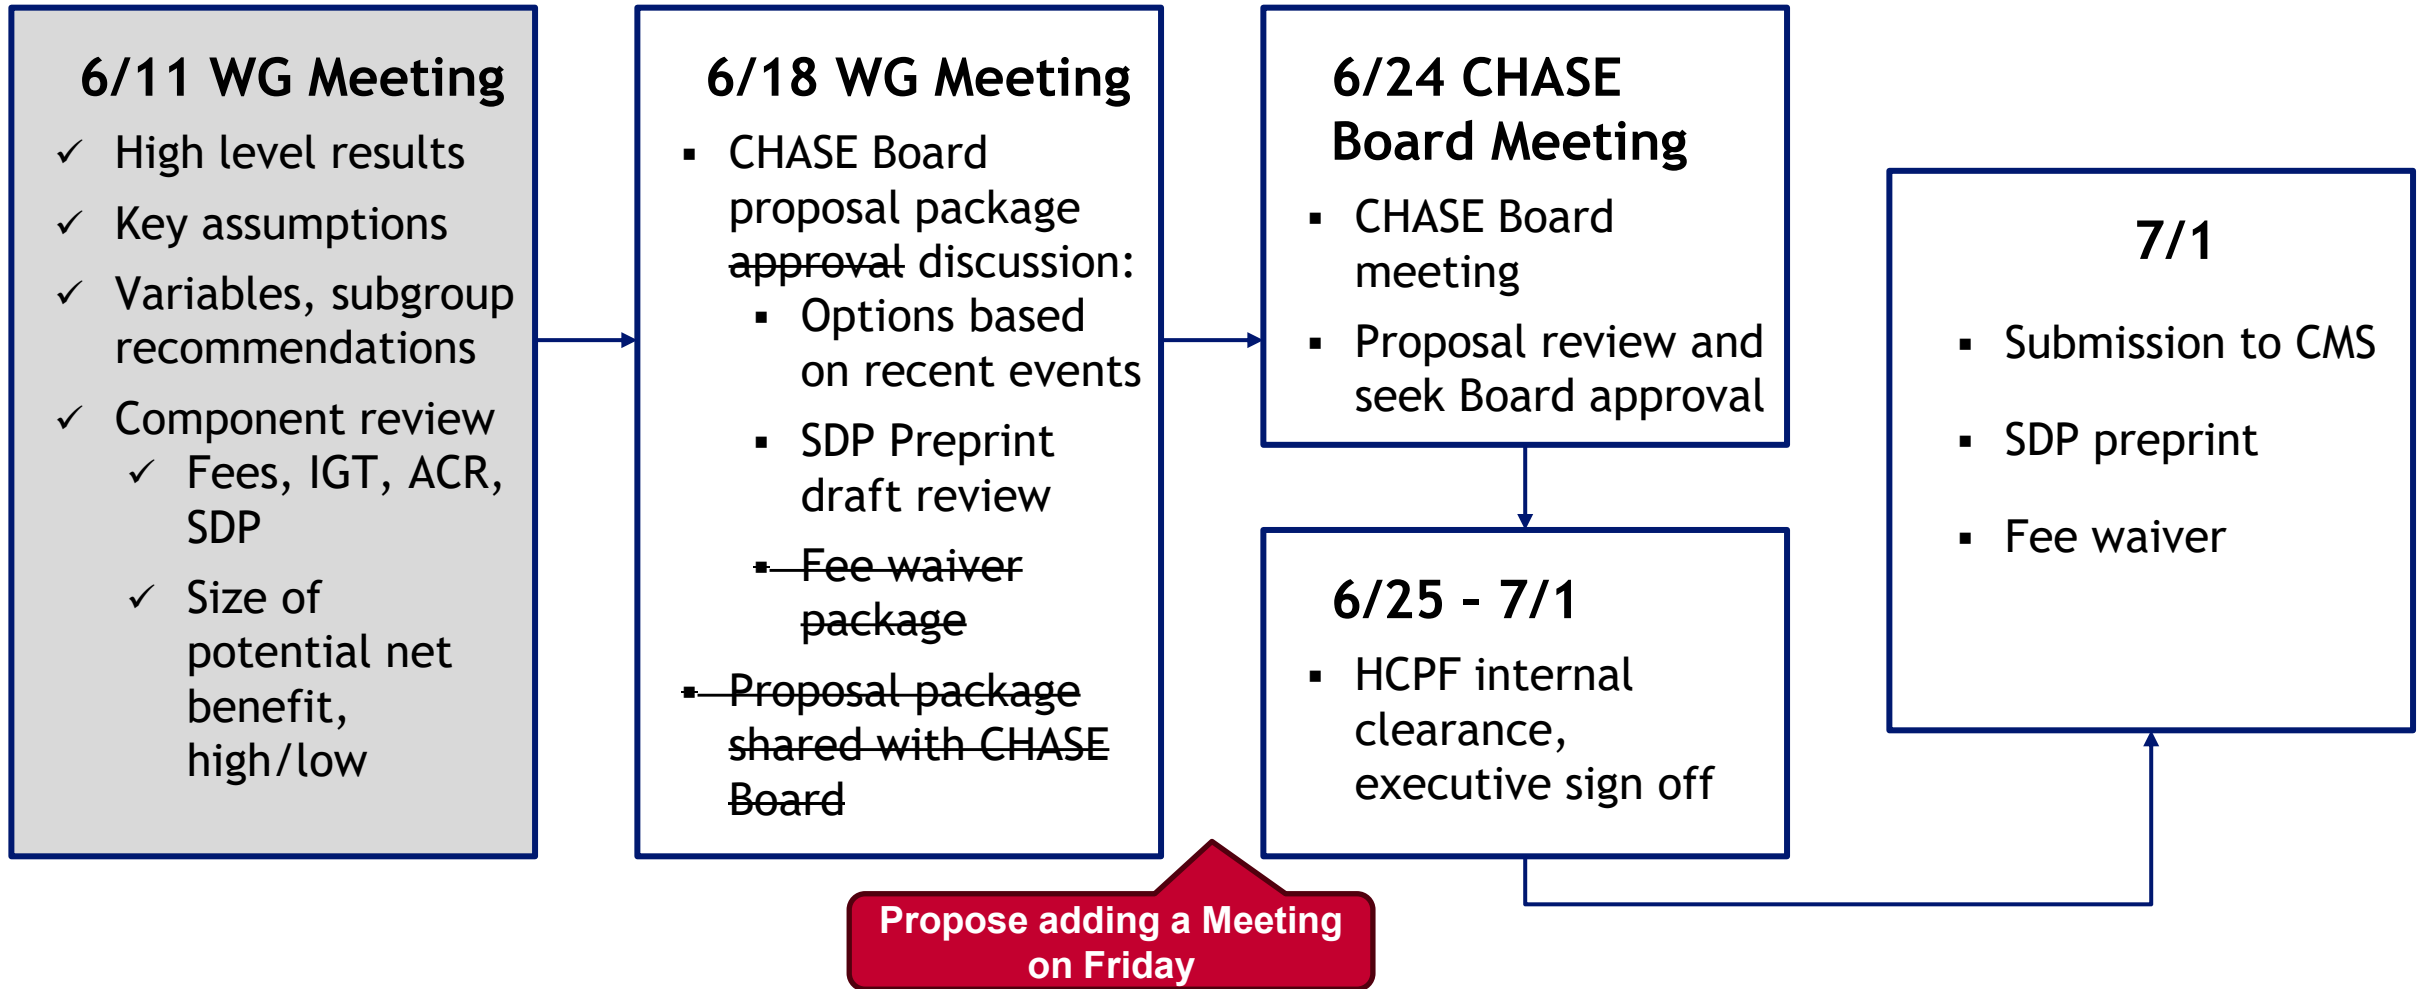 6/11 WG Meeting
✓ High level results
✓ Key assumptions
✓ Variables, subgroup
recommendations
✓ Component review
✓ Fees, IGT, ACR,
SDP
✓ Size of
potential net
benefit,
high/low
6/18 WG Meeting
▪ CHASE Board
proposal package
approval discussion:
▪ Options based
on recent events
▪ SDP Preprint
draft review
▪ Fee waiver
package
▪ Proposal package
shared with CHASE
Board
6/24 CHASE
Board Meeting
▪ CHASE Board
meeting
▪ Proposal review and
seek Board approval
6/25 – 7/1
▪ HCPF internal
clearance,
executive sign off
7/1
▪ Submission to CMS
▪ SDP preprint
▪ Fee waiver
Propose adding a Meeting
on Friday